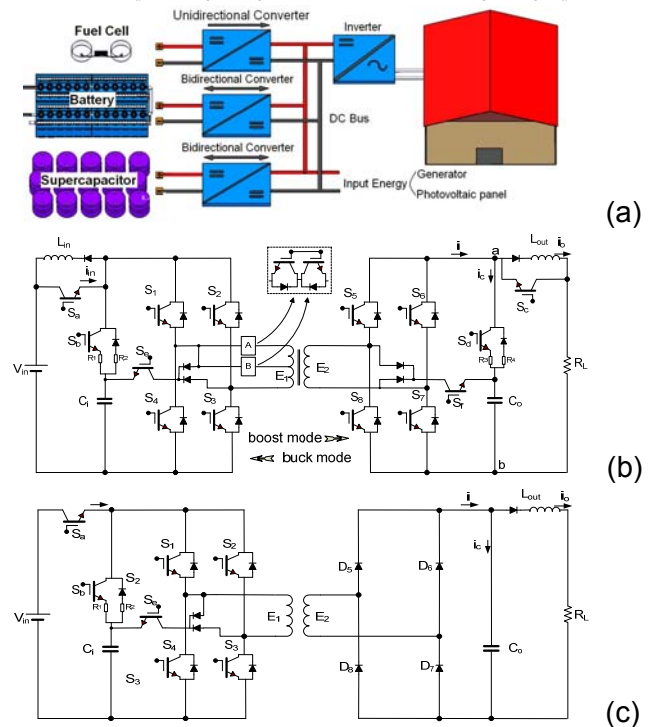 Unidirectional Converter
Inverter
Fuel Cell
Bidirectional Converter
Battery
DC Bus
Bidirectional Converter
Supercapacitor
Input Energy
Generator
Photovoltaic panel
(a)
Lin
iin
Sa
S1
S2
A
B
Sb
R1
R2
Se
E1
E2
Vin
Ci
S4
S3
boost mode
buck mode
i
a
Lout
io
ic
Sc
S5
S6
Sd
R3
R4
Sf
RL
S8
S7
Co
b
(b)
Sa
S1
S2
Sb
S2
R1
R2
Se
E1
E2
Vin
Ci
S4
S3
S3
i
Lout
io
ic
D5
D6
RL
Co
D8
D7
(c)